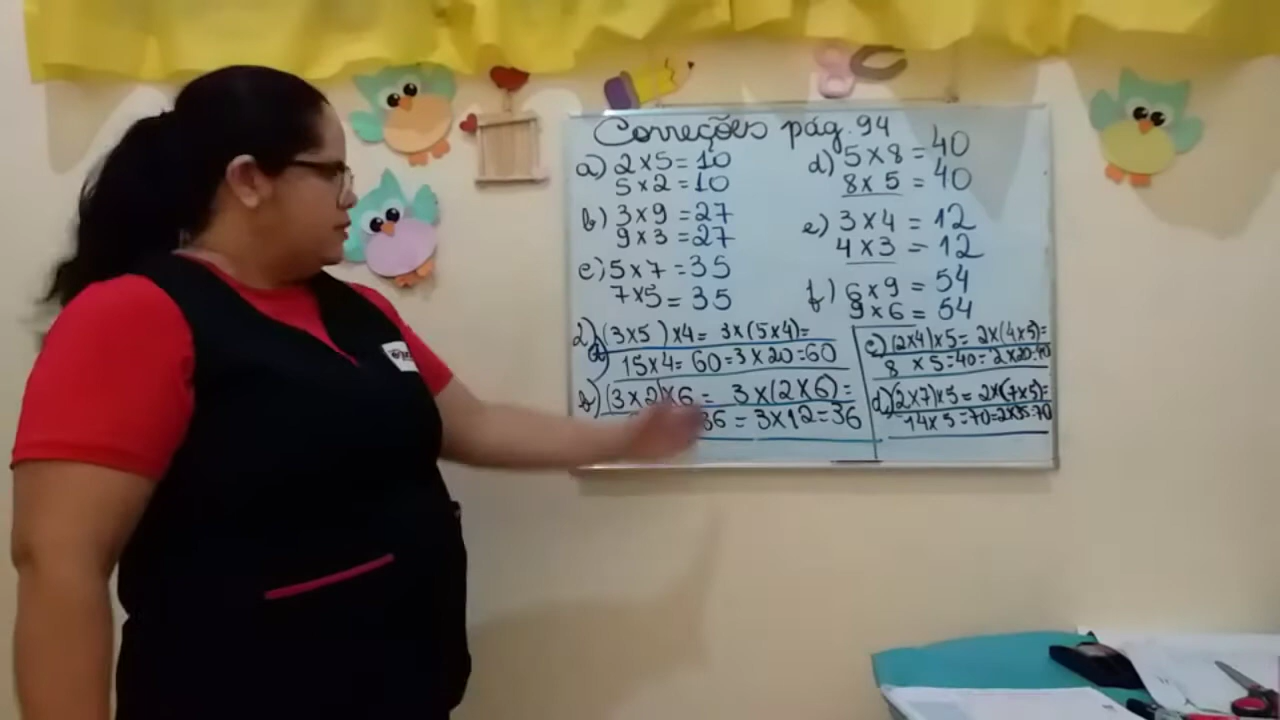 Correções pág. 94
a) 2x5=10
5x2=10
b) 3x9=27
9x3=27
c) 5x7=35
7x5=35
d) 5x8=40
8x5=40
e) 3x4=12
4x3=12
f) 6x9=54
9x6=54
2) (3x5)x4= 3x(5x4)=
a) 15x4=60=3x20=60
b) (3x2)x6= 3x(2x6)=
36=3x12=36
c) (2x4)x5= 2x(4x5)=
8 x5=40=2x20=40
d) (2x7)x5= 2x(7x5)=
14x5=70=2x35=70